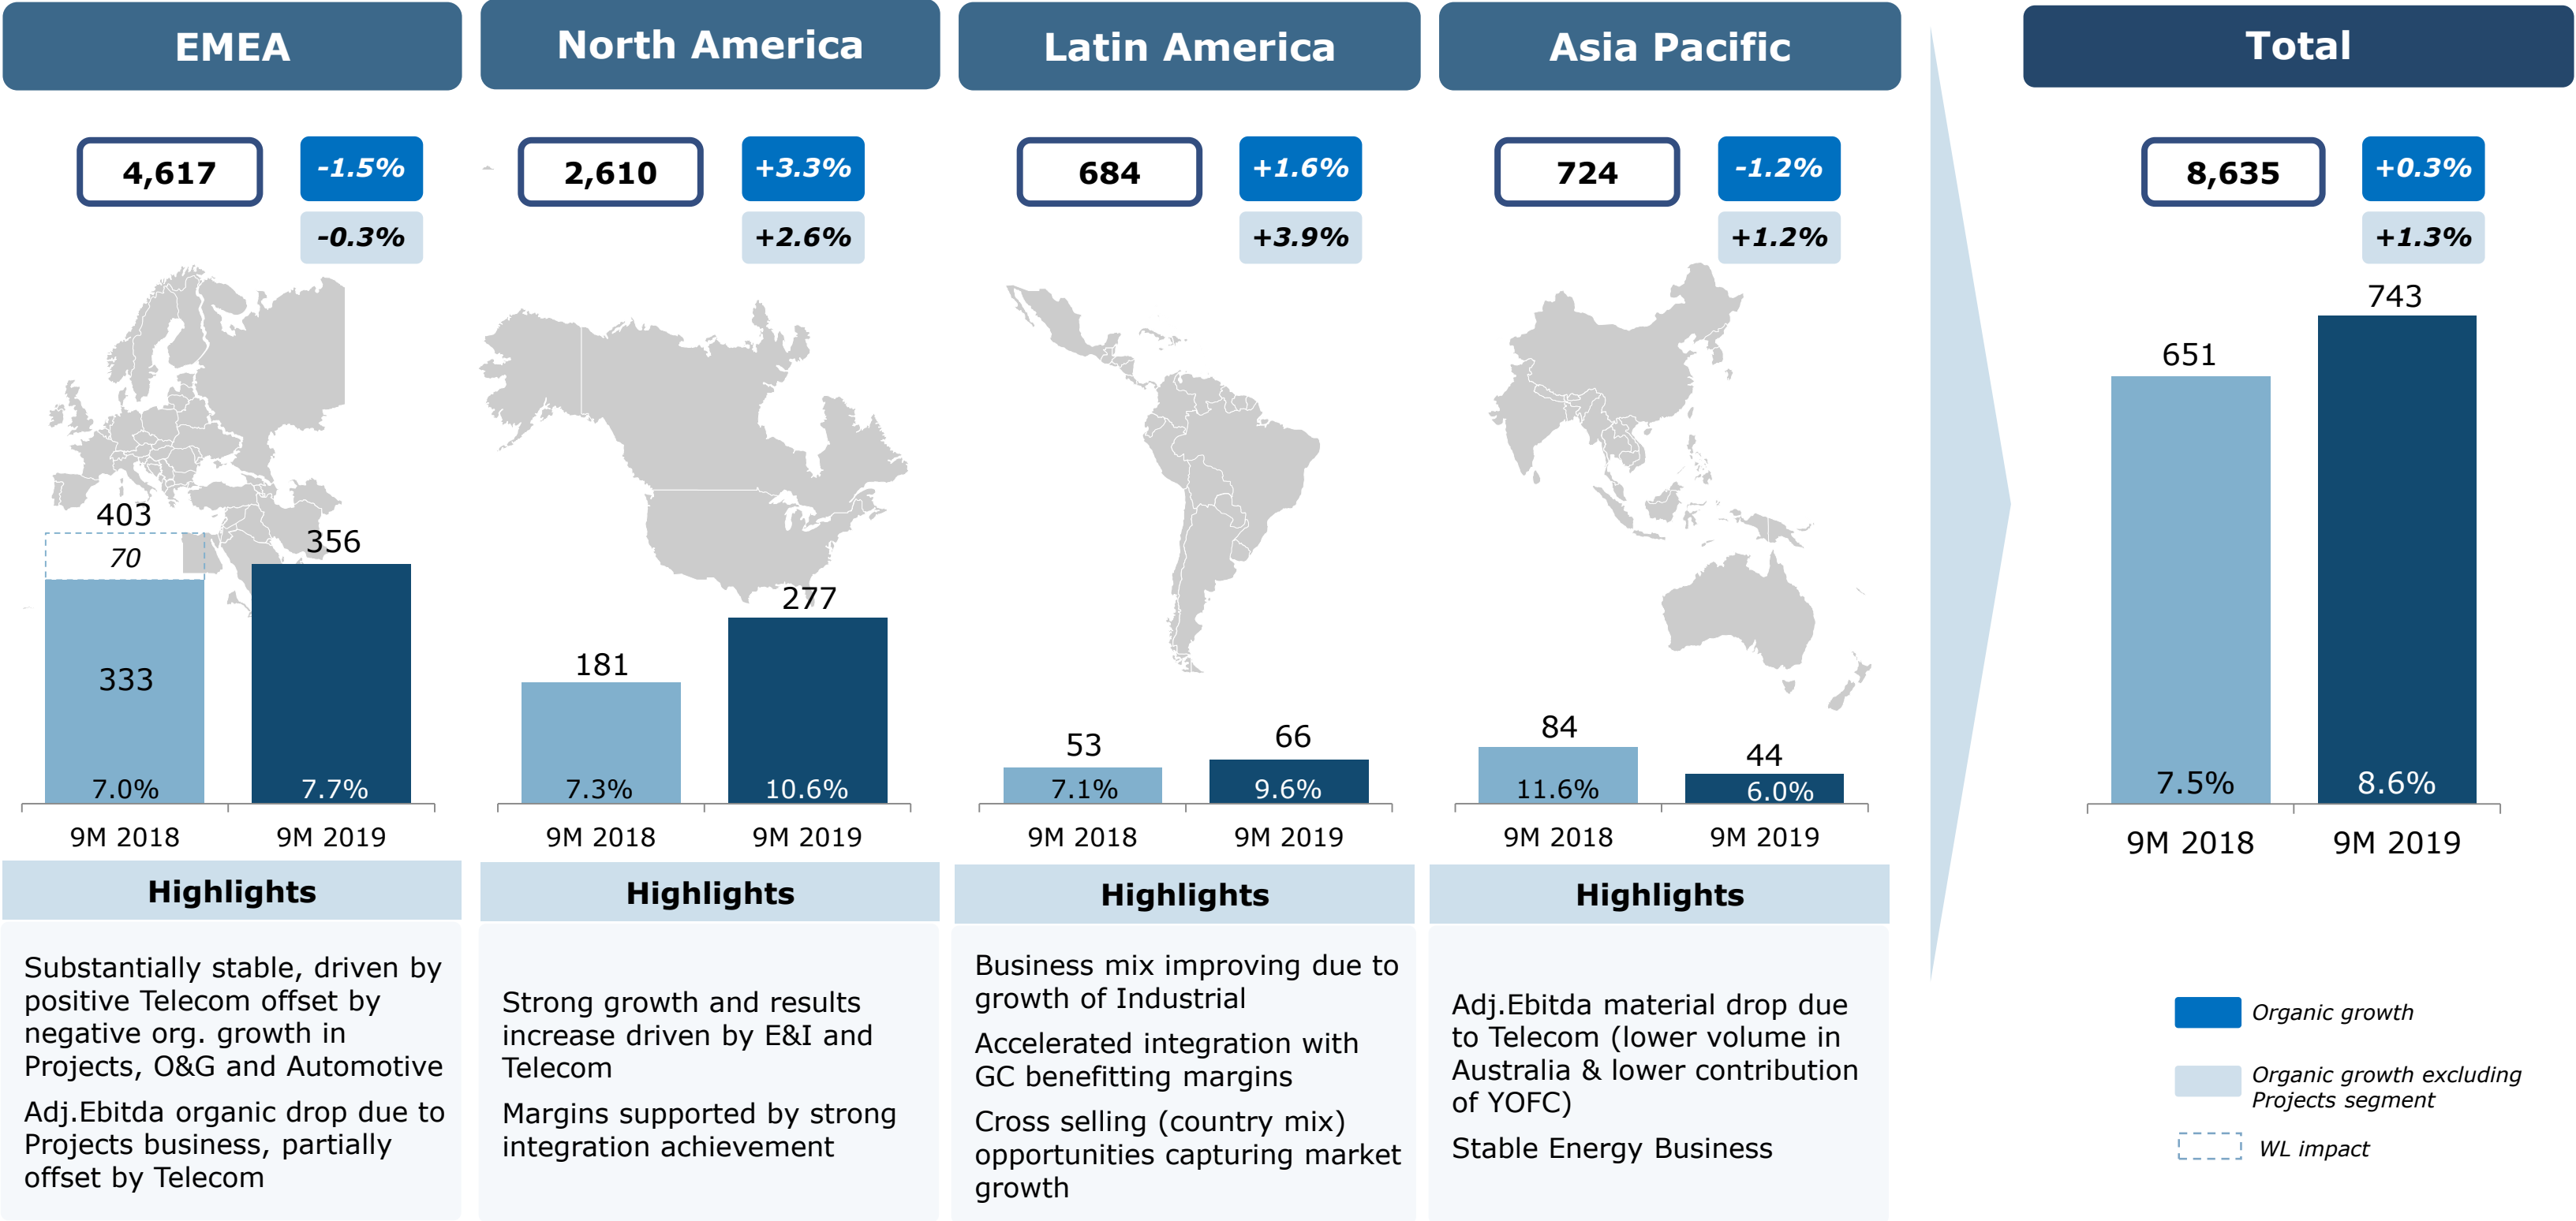 EMEA
4,617
-1.5%
-0.3%
403
70
333
7.0%
356
7.7%
9M 2018
9M 2019
Highlights
Substantially stable, driven by
positive Telecom offset by
negative org. growth in
Projects, O&G and Automotive
Adj.Ebitda organic drop due to
Projects business, partially
offset by Telecom
North America
2,610
+3.3%
+2.6%
181
7.3%
277
10.6%
9M 2018
9M 2019
Highlights
Strong growth and results
increase driven by E&I and
Telecom
Margins supported by strong
integration achievement
Latin America
684
+1.6%
+3.9%
53
7.1%
66
9.6%
9M 2018
9M 2019
Highlights
Business mix improving due to
growth of Industrial
Accelerated integration with
GC benefitting margins
Cross selling (country mix)
opportunities capturing market
growth
Asia Pacific
724
-1.2%
+1.2%
84
11.6%
44
6.0%
9M 2018
9M 2019
Highlights
Adj.Ebitda material drop due
to Telecom (lower volume in
Australia & lower contribution
of YOFC)
Stable Energy Business
Total
8,635
+0.3%
+1.3%
651
7.5%
743
8.6%
9M 2018
9M 2019
Organic growth
Organic growth excluding
Projects segment
WL impact